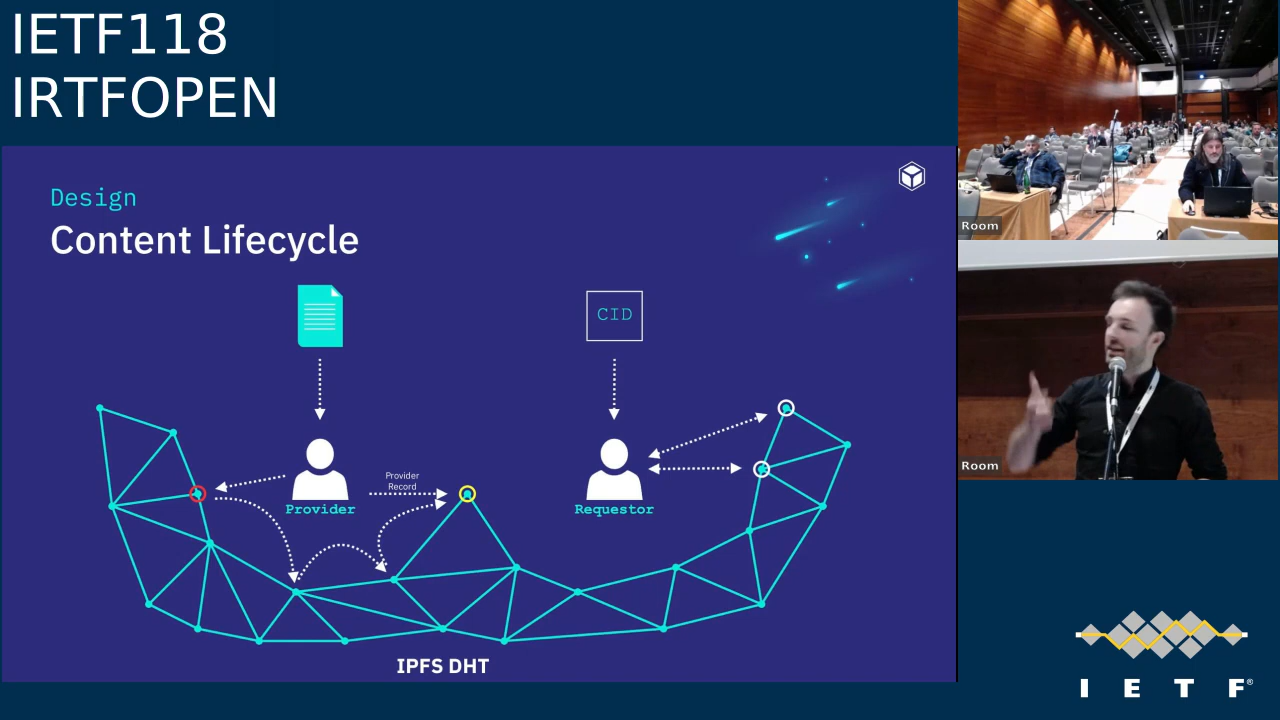 IETF118
IRTFOPEN
Design
Content Lifecycle
CID
Provider
Record
Provider
Requestor
IPFS DHT
Room
Room
I E T F®